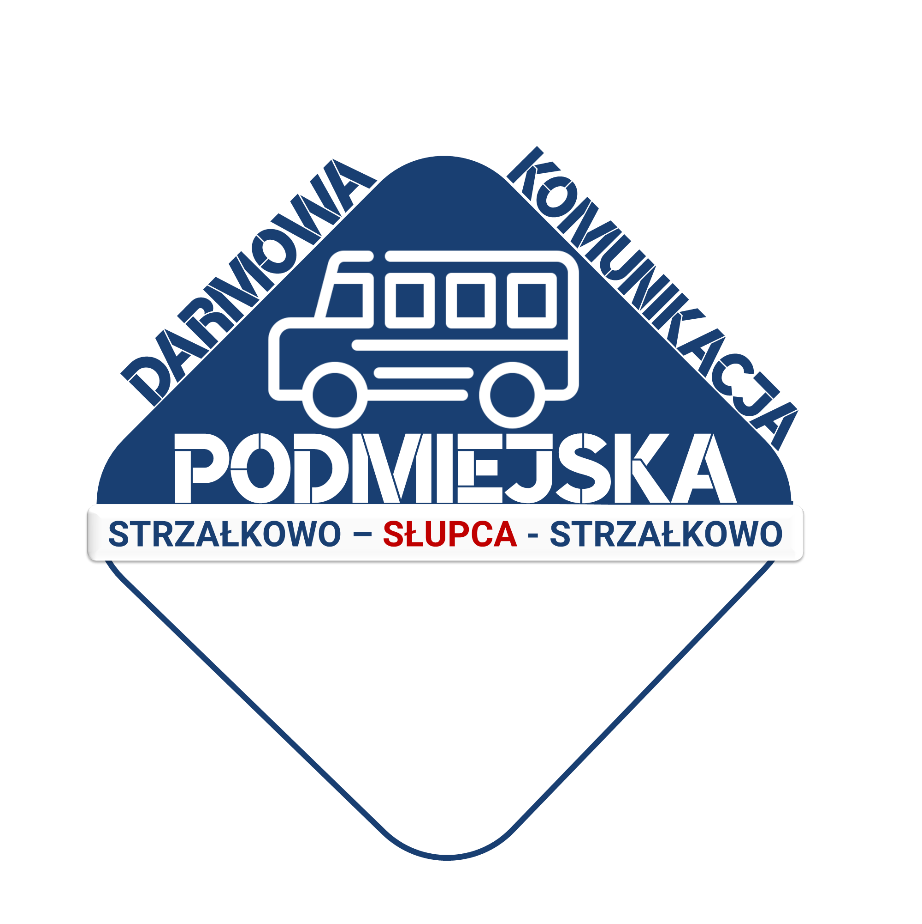 DARMOWA
KOMUNIKACJA
PODMIEJSKA
STRZAŁKOWO – SŁUPCA - STRZAŁKOWO